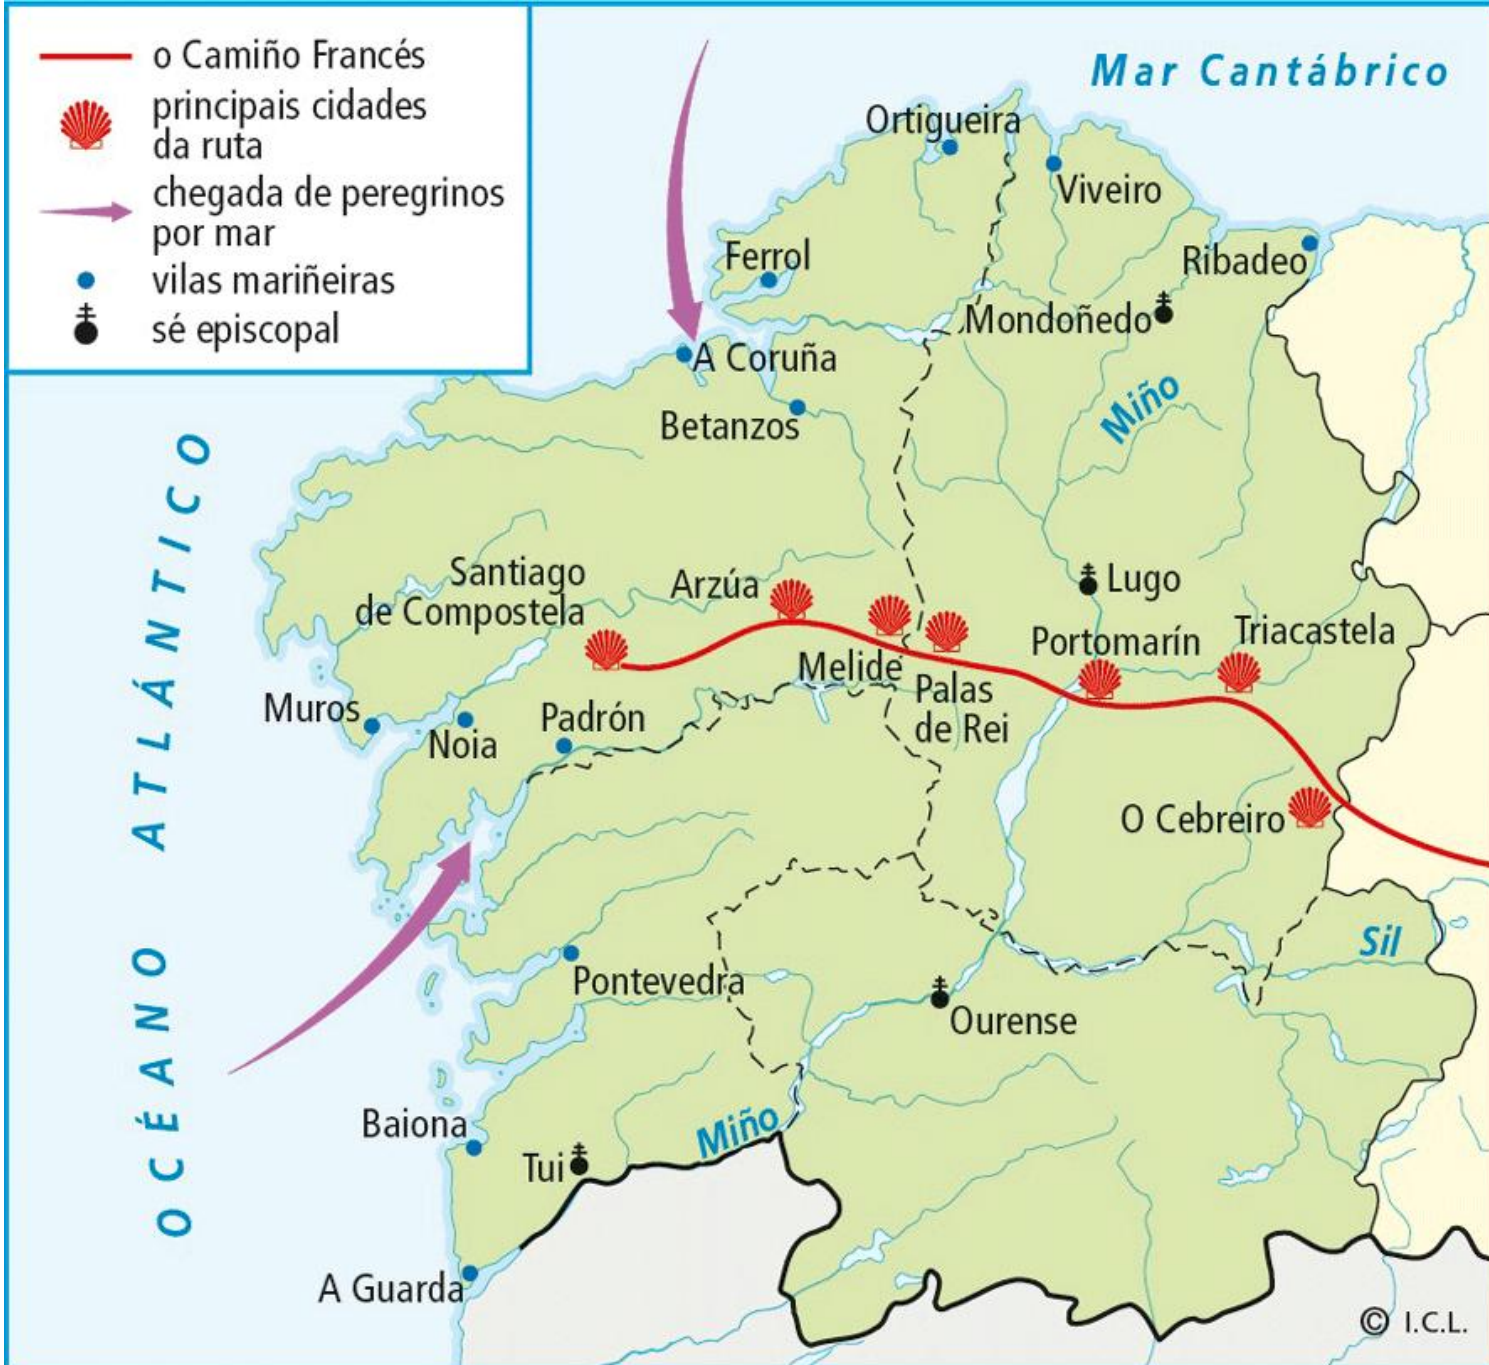 o Camiño Francés
principais cidades
da ruta
chegada de peregrinos
por mar
vilas mariñeiras
sé episcopal
Mar Cantábrico
Ortigueira
Viveiro
Ferrol
Ribadeo
Mondoñedo
A Coruña
Betanzos
Miño
OCÉANO ATLÁNTICO
Santiago
de Compostela
Arzúa
Lugo
Melide
Palas
de Rei
Portomarín
Triacastela
Muros
Noia
Padrón
O Cebreiro
Sil
Pontevedra
Ourense
Baiona
Tui
Miño
A Guarda
© I.C.L.